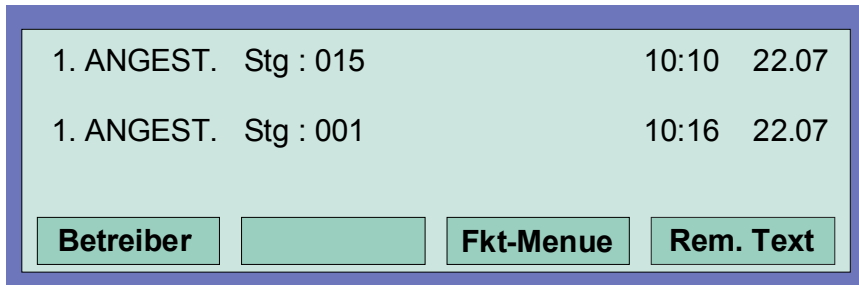 1. ANGEST. Stg : 015 10:10 22.07
1. ANGEST. Stg : 001 10:16 22.07
Betreiber Fkt-Menue Rem. Text